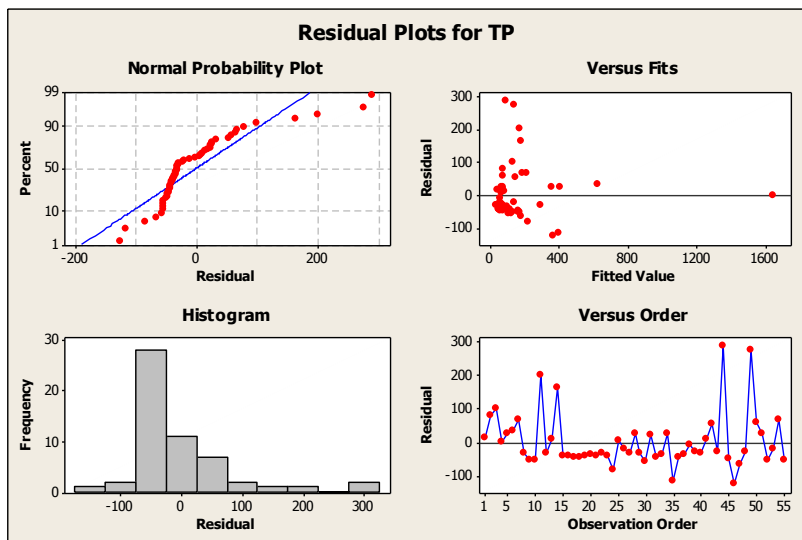 Residual Plots for TP
Normal Probability Plot
99
90
50
10
1
Percent
-200 0 200
Residual
Versus Fits
300
200
100
0
-100
Residual
0 400 800 1200 1600
Fitted Value
Histogram
30
20
10
0
Frequency
-100 0 100 200 300
Residual
Versus Order
300
200
100
0
-100
Residual
1 5 10 15 20 25 30 35 40 45 50 55
Observation Order